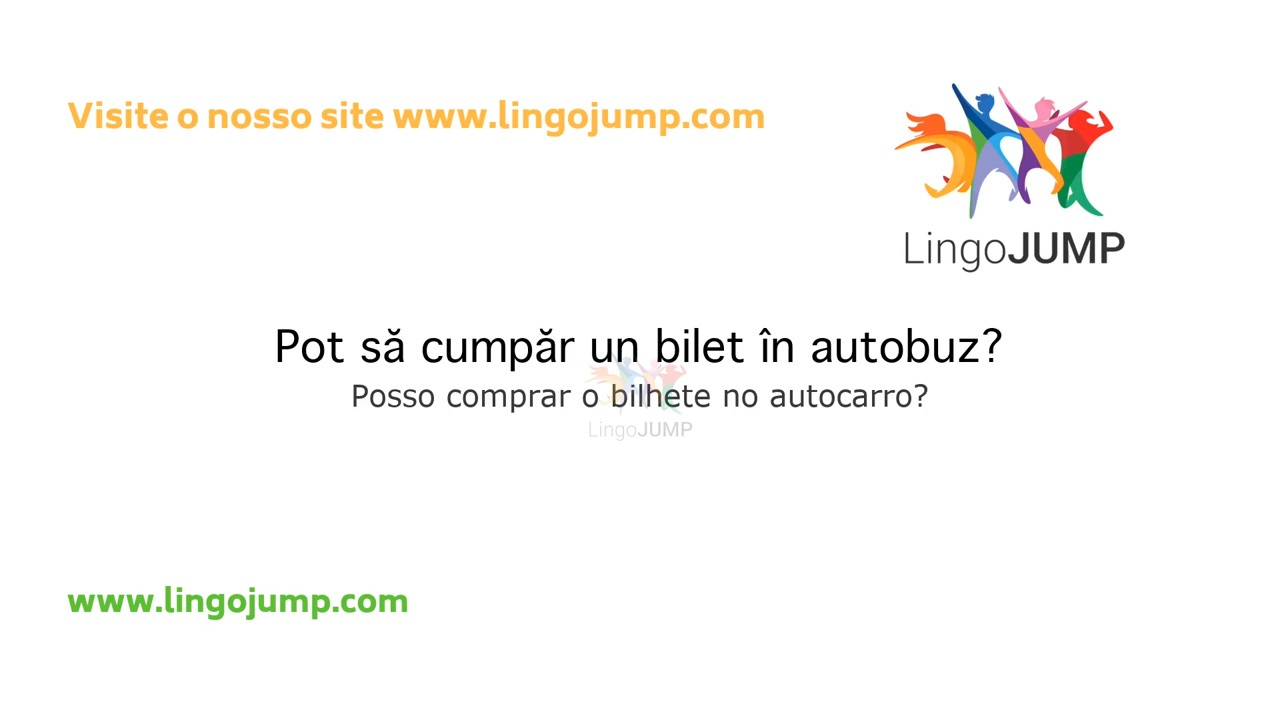 Visite o nosso site www.lingojump.com
LingoJUMP
Pot să cumpăr un bilet în autobuz?
Posso comprar o bilhete no autocarro?
LingoJUMP
www.lingojump.com